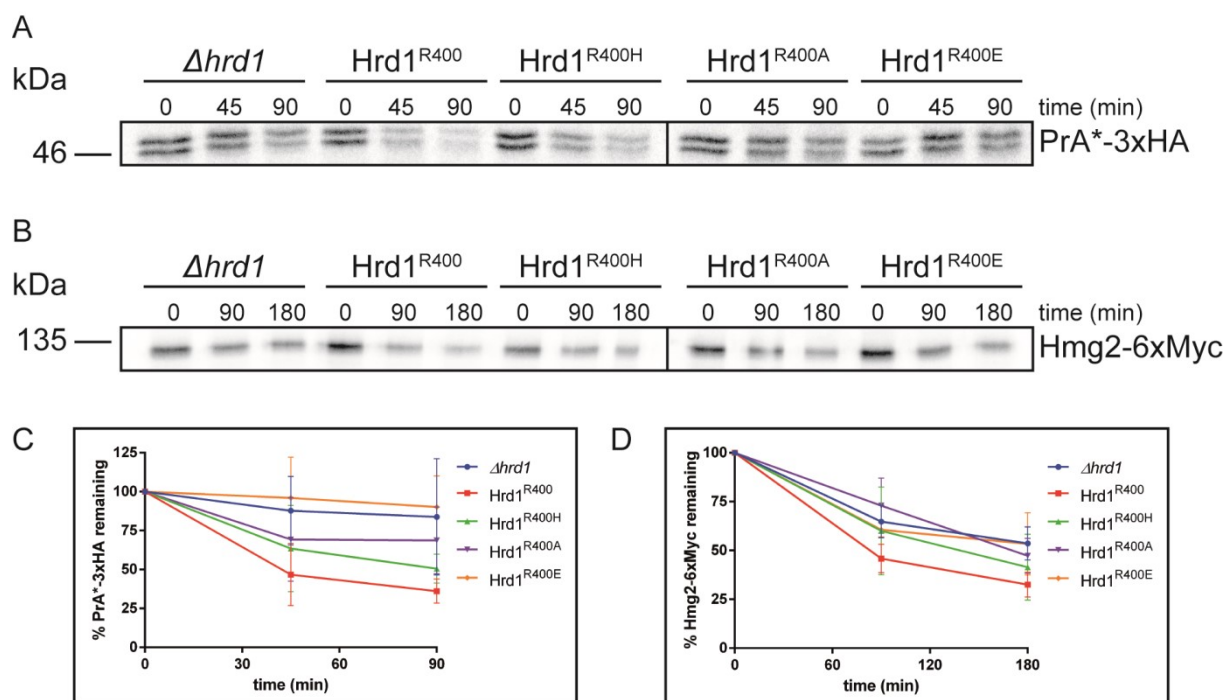 A
kDa
Δhrd1 Hrd1R400 Hrd1R400H Hrd1R400A Hrd1R400E
0 45 90 0 45 90 0 45 90 0 45 90 0 45 90 time (min)
46 PrA*-3xHA
B
kDa
Δhrd1 Hrd1R400 Hrd1R400H Hrd1R400A Hrd1R400E
0 90 180 0 90 180 0 90 180 0 90 180 0 90 180 time (min)
135 Hmg2-6xMyc
C
% PrA*-3xHA remaining
125
100
75
50
25
0
0 30 60 90
time (min)
Δhrd1
Hrd1R400
Hrd1R400H
Hrd1R400A
Hrd1R400E
D
% Hmg2-6xMyc remaining
100
75
50
25
0
0 60 120 180
time (min)
Δhrd1
Hrd1R400
Hrd1R400H
Hrd1R400A
Hrd1R400E